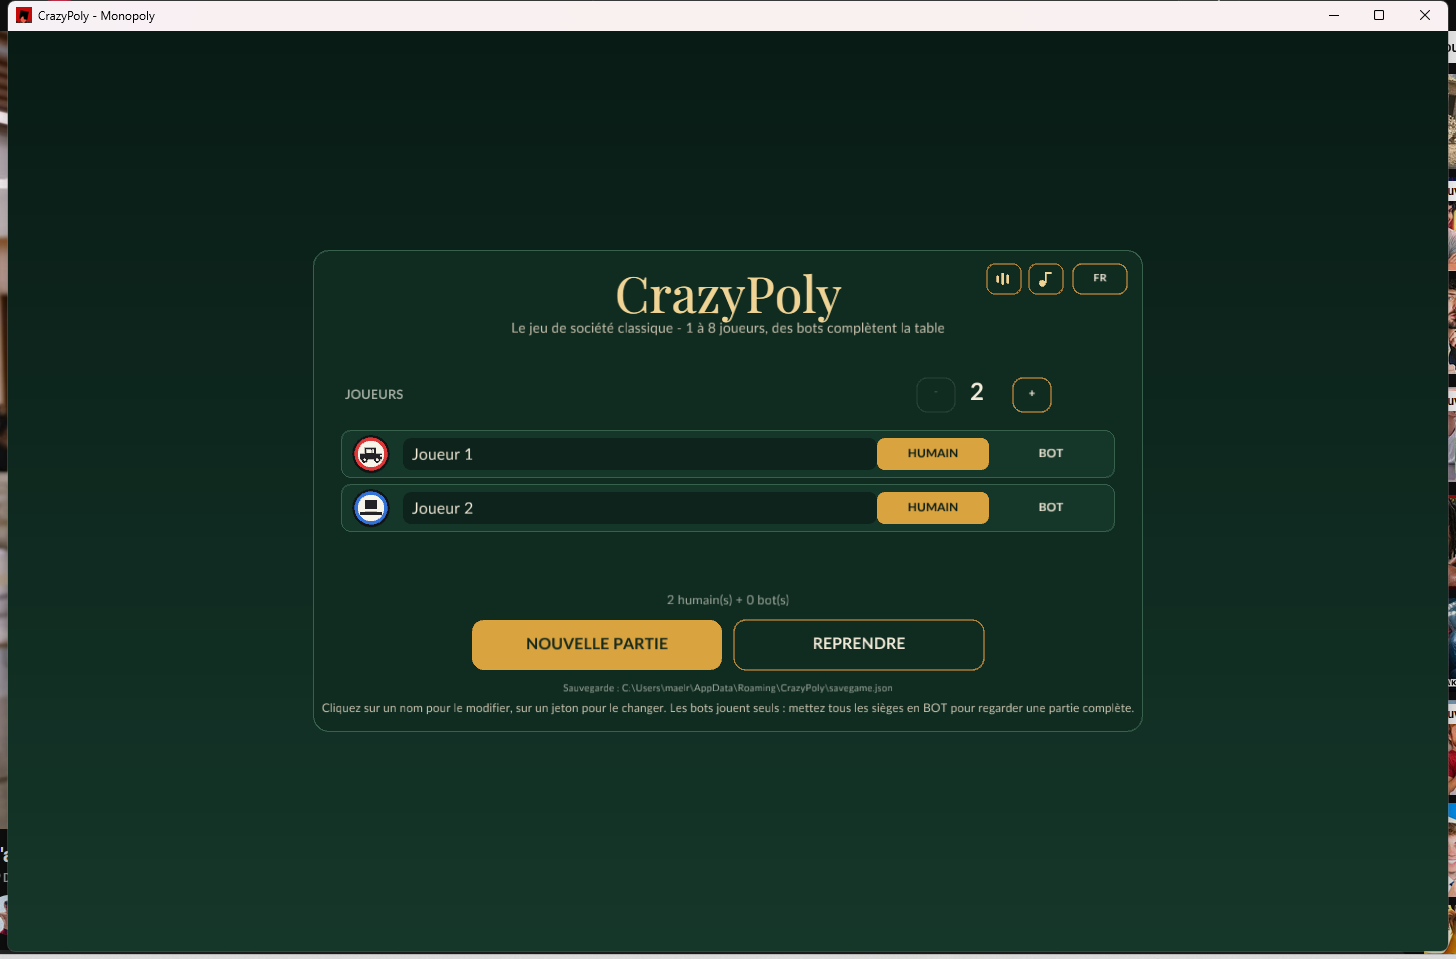 CrazyPoly - Monopoly
CrazyPoly
FR
Le jeu de société classique - 1 à 8 joueurs, des bots complètent la table
JOUEURS
- 2 +
Joueur 1 HUMAIN BOT
Joueur 2 HUMAIN BOT
2 humain(s) + 0 bot(s)
NOUVELLE PARTIE REPRENDRE
Sauvegarde : C:\Users\maelr\AppData\Roaming\CrazyPoly\savegame.json
Cliquez sur un nom pour le modifier, sur un jeton pour le changer. Les bots jouent seuls : mettez tous les sièges en BOT pour regarder une partie complète.